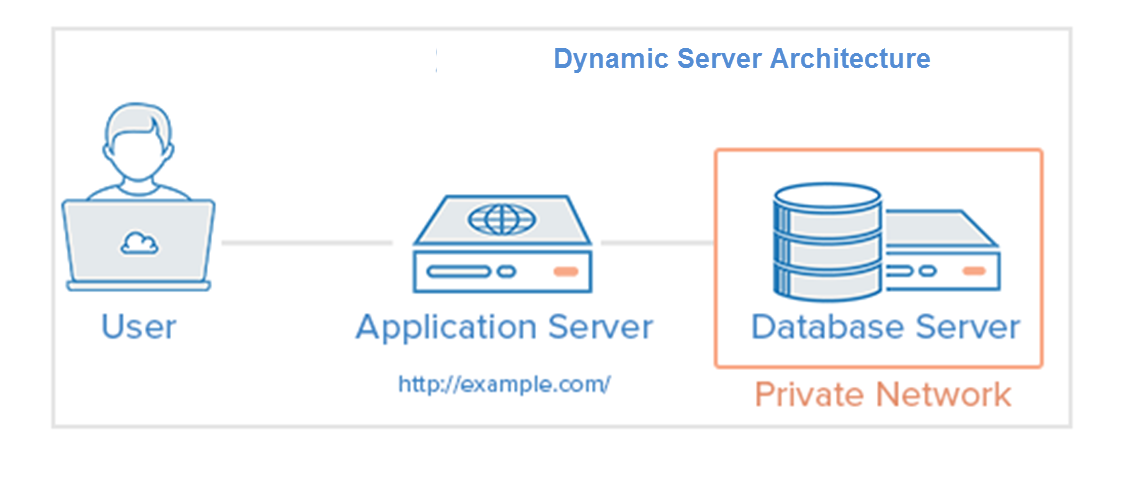 Dynamic Server Architecture
User
Application Server
http://example.com/
Database Server
Private Network